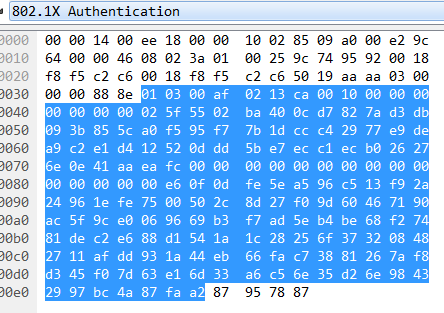 802.1X Authentication
0000 00 00 14 00 ee 18 00 00 10 02 85 09 a0 00 e2 9c
0010 64 00 00 46 08 02 3a 01 00 25 9c 74 95 92 00 18
0020 f8 f5 c2 c6 00 18 f8 f5 c2 c6 50 19 aa aa 03 00
0030 00 00 88 8e 01 03 00 af 02 13 ca 00 10 00 00 00
0040 00 00 00 00 02 5f 55 02 ba 40 0c d7 82 7a d3 db
0050 09 3b 85 5c a0 f5 95 f7 7b 1d cc c4 29 77 e9 de
0060 a9 c2 e1 d4 12 52 0d dd 5b e7 ec c1 ec b0 26 27
0070 6e 0e 41 aa ea fc 00 00 00 00 00 00 00 00 00 00
0080 00 00 00 00 00 e6 0f 0d fe 5e a5 96 c5 13 f9 2a
0090 24 96 1e fe 75 00 50 2c 8d 27 f0 9d 60 46 71 90
00a0 ac 5f 9c e0 06 96 69 b3 f7 ad 5e b4 be 68 f2 74
00b0 81 de c2 e6 88 d1 54 1a 1c 28 25 6f 37 32 08 48
00c0 27 11 af dd 93 1a 44 eb 66 fa c7 38 81 26 7a f8
00d0 d3 45 f0 7d 63 e1 6d 33 a6 c5 6e 35 d2 6e 98 43
00e0 29 97 bc 4a 87 fa a2 87 95 78 87